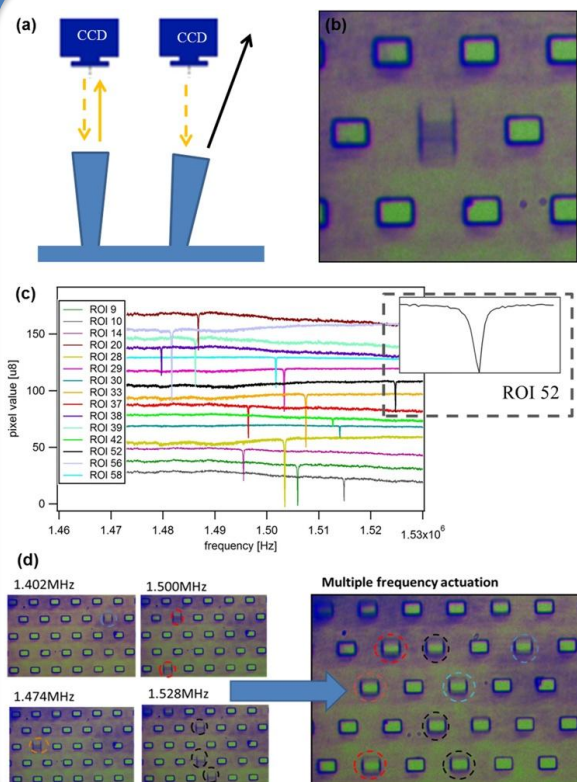 (a)
CCD
CCD
(b)
(c)
pixel value [u8]
150
100
50
0
ROI 9
ROI 10
ROI 14
ROI 20
ROI 28
ROI 29
ROI 30
ROI 33
ROI 37
ROI 38
ROI 39
ROI 42
ROI 52
ROI 56
ROI 58
ROI 52
1.46
1.47
1.48
1.49
1.50
1.51
1.52
1.53x10⁶
frequency [Hz]
(d)
1.402MHz
1.500MHz
1.474MHz
1.528MHz
Multiple frequency actuation